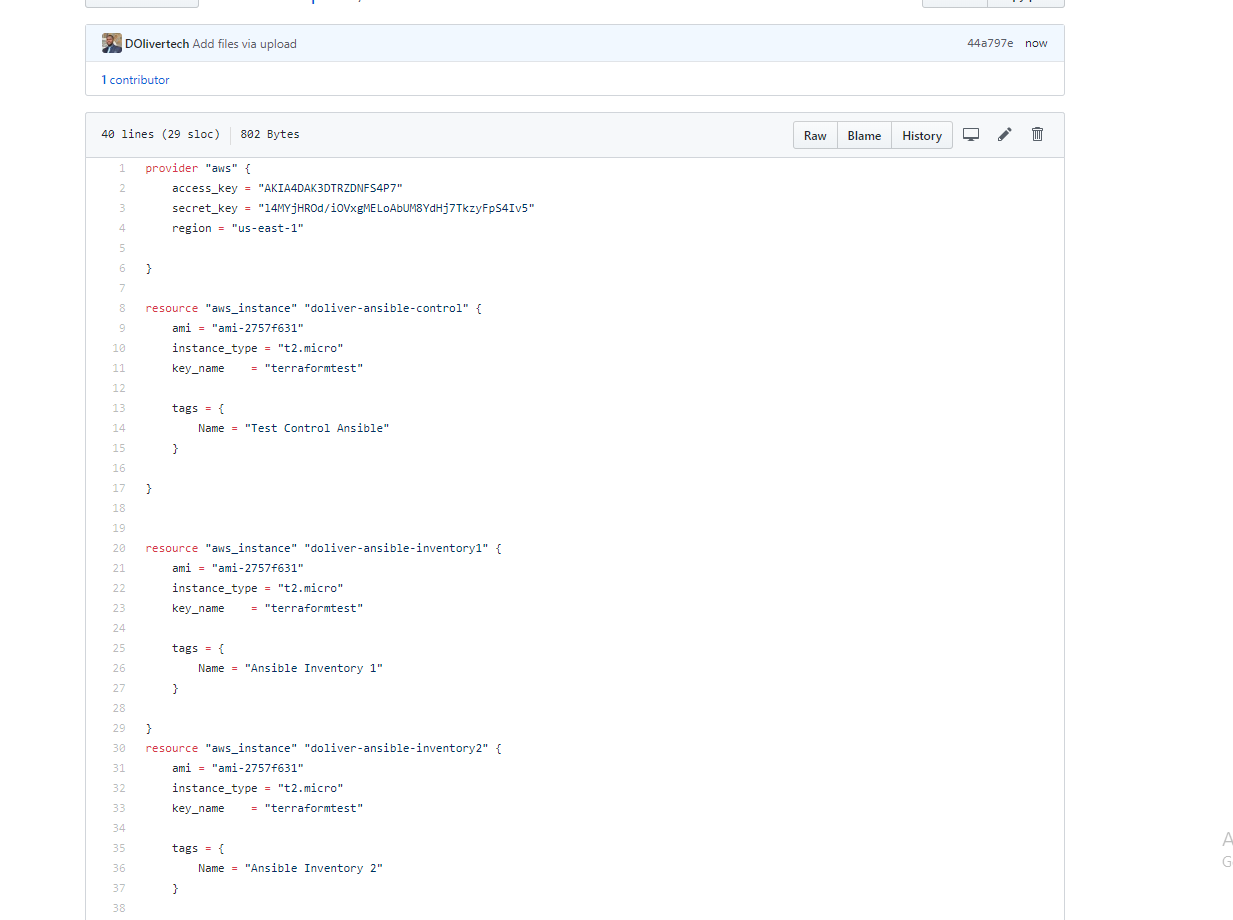 DOlivertech Add files via upload 44a797e now
1 contributor
40 lines (29 sloc) 802 Bytes Raw Blame History
1 provider "aws" {
2 access_key = "AKIA4DAK3DTRZDNFS4P7"
3 secret_key = "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"
4 region = "us-east-1"
5
6 }
7
8 resource "aws_instance" "doliver-ansible-control" {
9 ami = "ami-2757f631"
10 instance_type = "t2.micro"
11 key_name    = "terraformtest"
12
13 tags = {
14 Name = "Test Control Ansible"
15 }
16
17 }
18
19
20 resource "aws_instance" "doliver-ansible-inventory1" {
21 ami = "ami-2757f631"
22 instance_type = "t2.micro"
23 key_name    = "terraformtest"
24
25 tags = {
26 Name = "Ansible Inventory 1"
27 }
28
29 }
30 resource "aws_instance" "doliver-ansible-inventory2" {
31 ami = "ami-2757f631"
32 instance_type = "t2.micro"
33 key_name    = "terraformtest"
34
35 tags = {
36 Name = "Ansible Inventory 2"
37 }
38